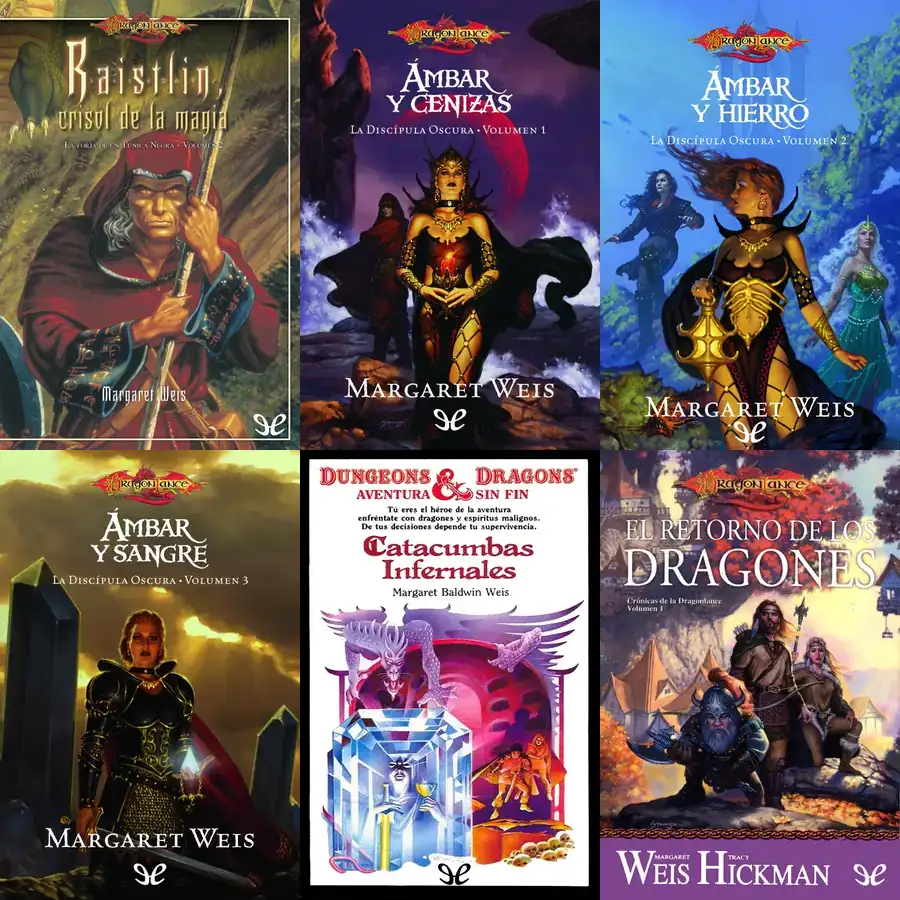 DRAGONLANCE
Raistlin,
crisol de la magia
LA FORJA DE UN TÚNICA NEGRA • VOLUMEN 2
Margaret Weis
DRAGONLANCE
ÁMBAR
Y CENIZAS
LA DISCÍPULA OSCURA • VOLUMEN 1
MARGARET WEIS
DRAGONLANCE
ÁMBAR
Y HIERRO
LA DISCÍPULA OSCURA • VOLUMEN 2
MARGARET WEIS
DRAGONLANCE
ÁMBAR
Y SANGRE
LA DISCÍPULA OSCURA • VOLUMEN 3
MARGARET WEIS
DUNGEONS & DRAGONS®
AVENTURA SIN FIN
Tú eres el héroe de la aventura
enfréntate con dragones y espíritus malignos.
De tus decisiones depende tu supervivencia.
Catacumbas
Infernales
Margaret Baldwin Weis
DRAGONLANCE
EL RETORNO DE LOS
DRAGONES
Crónicas de la Dragonlance
Volumen 1
MARGARET TRACY
WEIS HICKMAN